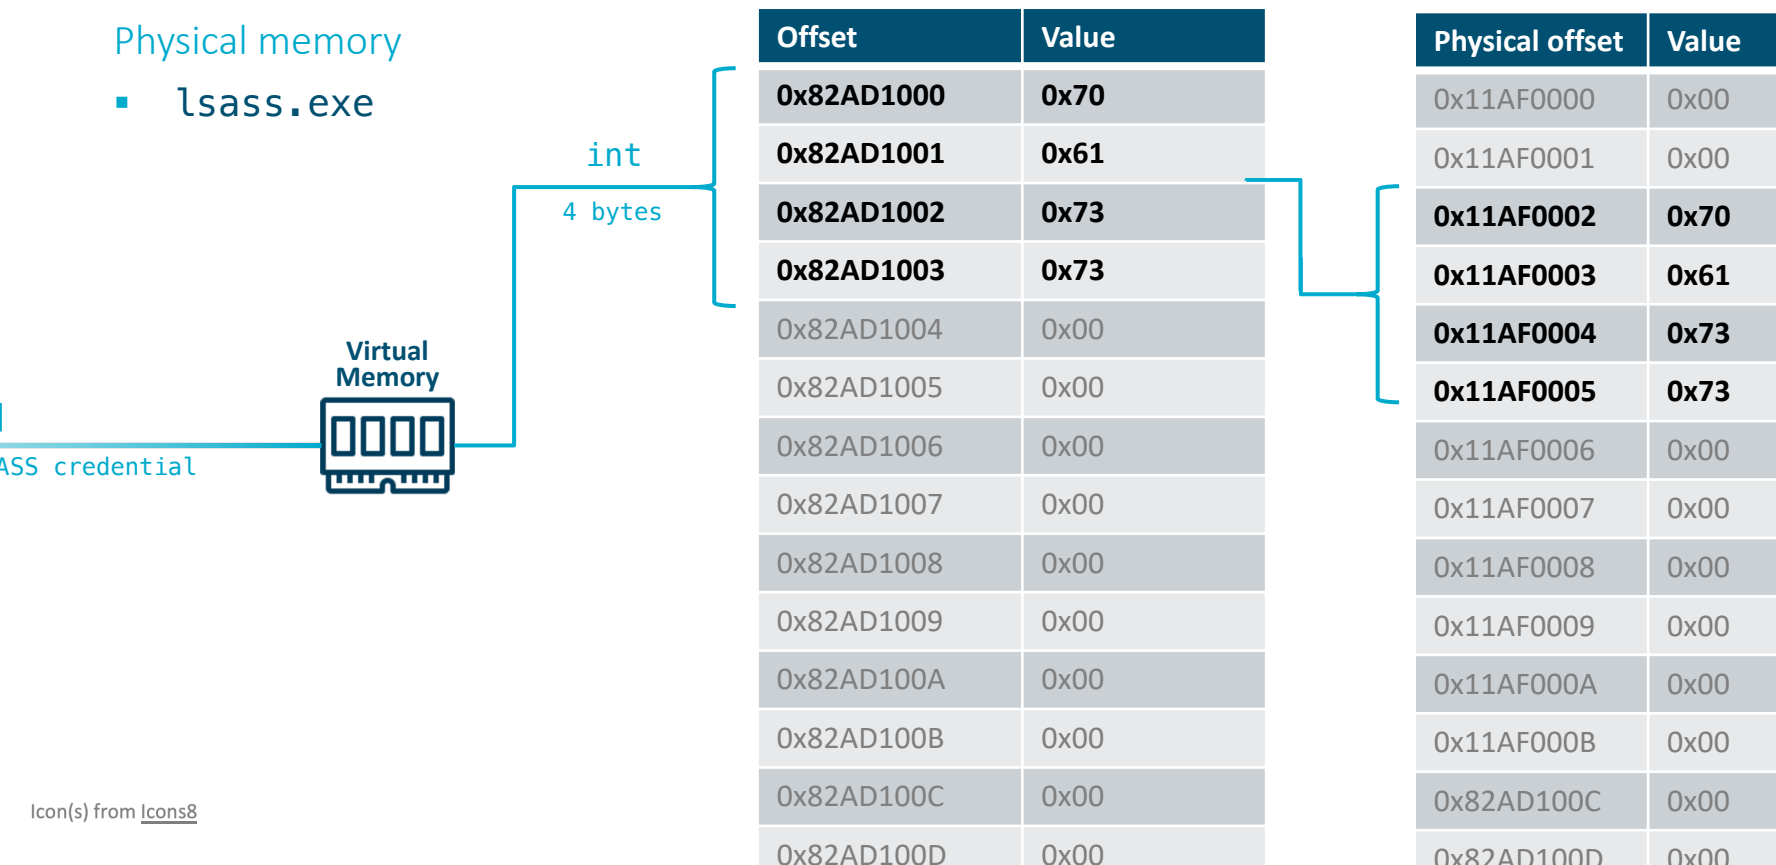 Physical memory
▪ lsass.exe
int
4 bytes
Virtual
Memory
ASS credential
Offset Value
0x82AD1000 0x70
0x82AD1001 0x61
0x82AD1002 0x73
0x82AD1003 0x73
0x82AD1004 0x00
0x82AD1005 0x00
0x82AD1006 0x00
0x82AD1007 0x00
0x82AD1008 0x00
0x82AD1009 0x00
0x82AD100A 0x00
0x82AD100B 0x00
0x82AD100C 0x00
0x82AD100D 0x00
Physical offset Value
0x11AF0000 0x00
0x11AF0001 0x00
0x11AF0002 0x70
0x11AF0003 0x61
0x11AF0004 0x73
0x11AF0005 0x73
0x11AF0006 0x00
0x11AF0007 0x00
0x11AF0008 0x00
0x11AF0009 0x00
0x11AF000A 0x00
0x11AF000B 0x00
0x82AD100C 0x00
0x82AD100D 0x00
Icon(s) from Icons8